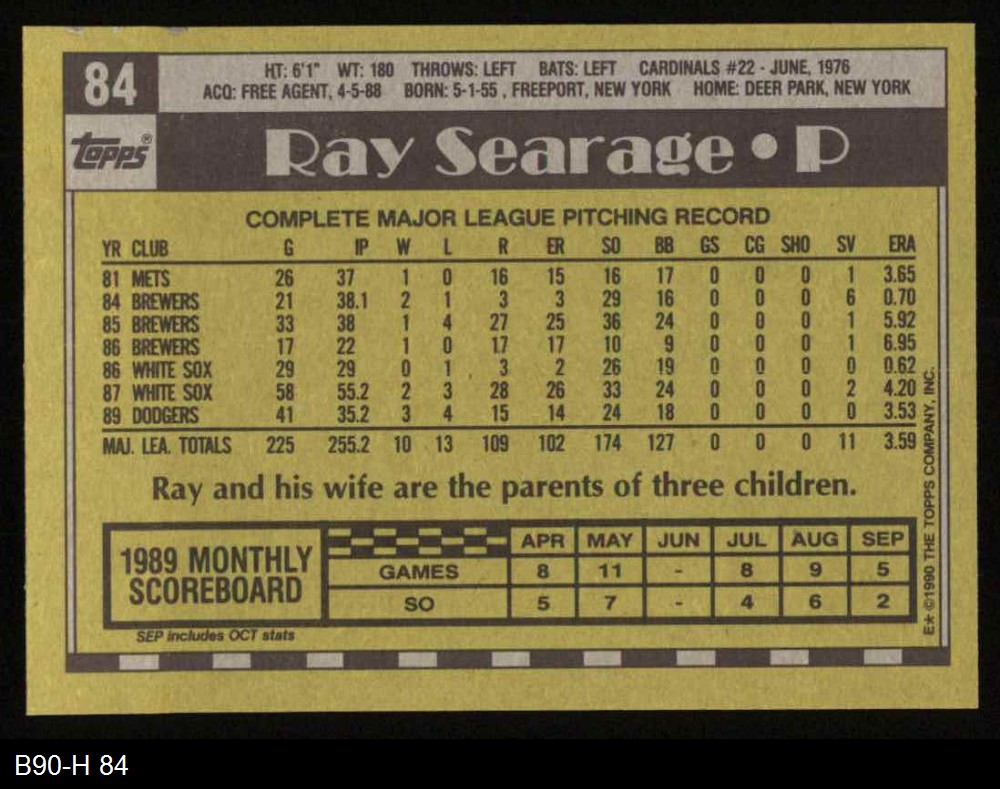 84
HT: 6'1" WT: 180 THROWS: LEFT BATS: LEFT CARDINALS #22 - JUNE, 1976
ACQ: FREE AGENT, 4-5-88 BORN: 5-1-55 , FREEPORT, NEW YORK HOME: DEER PARK, NEW YORK
topps® Ray Searage • P
COMPLETE MAJOR LEAGUE PITCHING RECORD
YR CLUB G IP W L R ER SO BB GS CG SHO SV ERA
81 METS 26 37 1 0 16 15 16 17 0 0 0 1 3.65
84 BREWERS 21 38.1 2 1 3 3 29 16 0 0 0 6 0.70
85 BREWERS 33 38 1 4 27 25 36 24 0 0 0 1 5.92
86 BREWERS 17 22 1 0 17 17 10 9 0 0 0 1 6.95
86 WHITE SOX 29 29 0 1 3 2 26 19 0 0 0 0 0.62
87 WHITE SOX 58 55.2 2 3 28 26 33 24 0 0 0 2 4.20
89 DODGERS 41 35.2 3 4 15 14 24 18 0 0 0 0 3.53
MAJ. LEA. TOTALS 225 255.2 10 13 109 102 174 127 0 0 0 11 3.59
Ray and his wife are the parents of three children.
1989 MONTHLY
SCOREBOARD
APR MAY JUN JUL AUG SEP
GAMES 8 11 - 8 9 5
SO 5 7 - 4 6 2
SEP includes OCT stats
E* ©1990 THE TOPPS COMPANY, INC.
B90-H 84